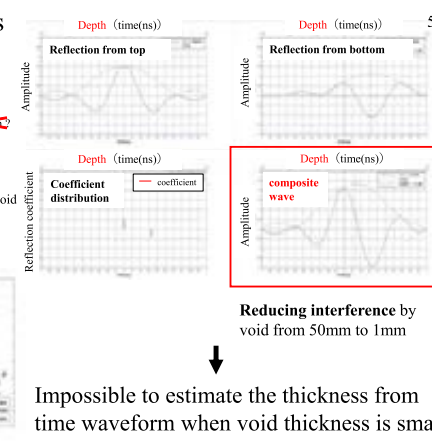 Depth（time(ns)）
Depth（time(ns)）
5
Reflection from top
Reflection from bottom
Amplitude
Amplitude
Depth（time(ns)）
Depth（time(ns)）
Coefficient
distribution
coefficient
composite
wave
Reflection coefficient
Amplitude
oid
Reducing interference by
void from 50mm to 1mm
Impossible to estimate the thickness from
time waveform when void thickness is sma